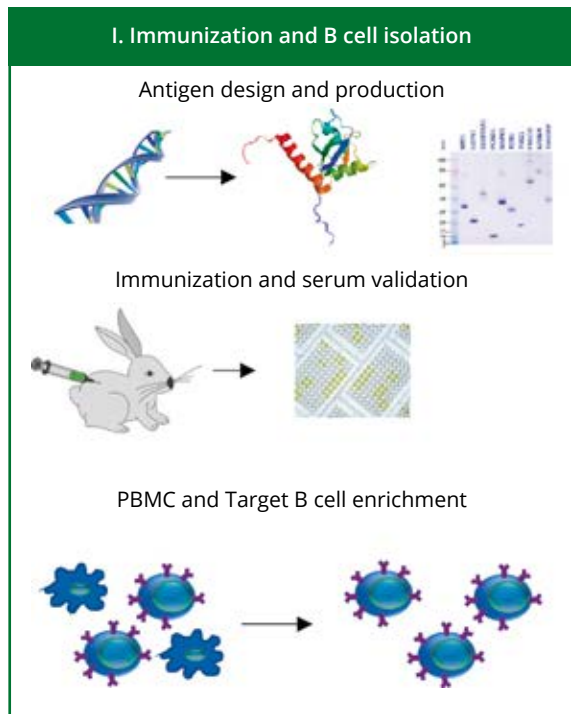 I. Immunization and B cell isolation
Antigen design and production
Immunization and serum validation
PBMC and Target B cell enrichment